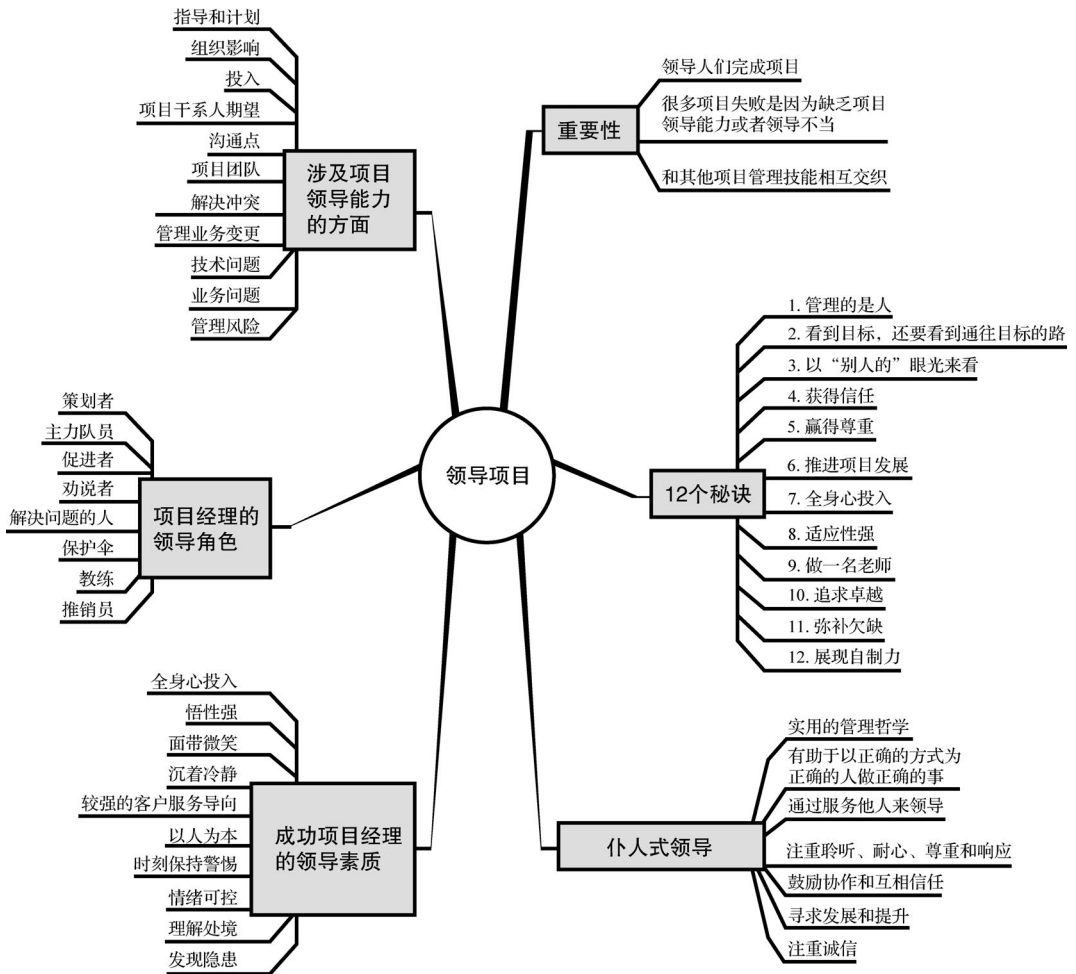 领导项目
重要性
领导人们完成项目
很多项目失败是因为缺乏项目
领导能力或者领导不当
和其他项目管理技能相互交织
12个秘诀
1. 管理的是人
2. 看到目标，还要看到通往目标的路
3. 以“别人的”眼光来看
4. 获得信任
5. 赢得尊重
6. 推进项目发展
7. 全身心投入
8. 适应性强
9. 做一名老师
10. 追求卓越
11. 弥补欠缺
12. 展现自制力
仆人式领导
实用的管理哲学
有助于以正确的方式为
正确的人做正确的事
通过服务他人来领导
注重聆听、耐心、尊重和响应
鼓励协作和互相信任
寻求发展和提升
注重诚信
涉及项目
领导能力
的方面
指导和计划
组织影响
投入
项目干系人期望
沟通点
项目团队
解决冲突
管理业务变更
技术问题
业务问题
管理风险
项目经理的
领导角色
策划者
主力队员
促进者
劝说者
解决问题的人
保护伞
教练
推销员
成功项目经理
的领导素质
全身心投入
悟性强
面带微笑
沉着冷静
较强的客户服务导向
以人为本
时刻保持警惕
情绪可控
理解处境
发现隐患